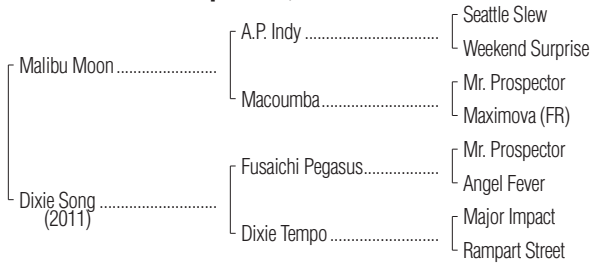 Seattle Slew
A.P. Indy ........................
Weekend Surprise
Malibu Moon ......................
Mr. Prospector
Macoumba..........................
Maximova (FR)
Mr. Prospector
Fusaichi Pegasus.................
Angel Fever
Dixie Song ..........................
(2011)
Major Impact
Dixie Tempo ........................
Rampart Street